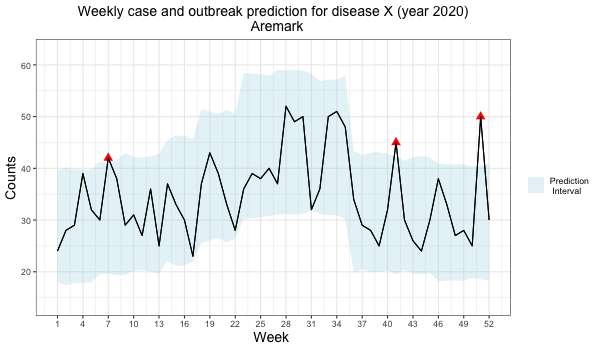 Weekly case and outbreak prediction for disease X (year 2020)
Aremark
Counts
60
50
40
30
20
1 4 7 10 13 16 19 22 25 28 31 34 37 40 43 46 49 52
Week
Prediction
Interval